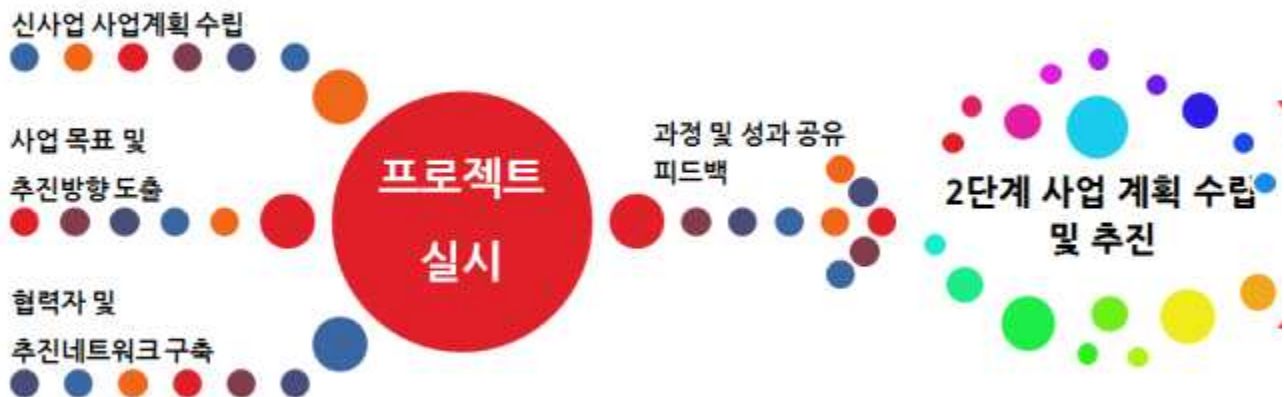 신사업 사업계획 수립
사업 목표 및
추진방향 도출
협력자 및
추진네트워크 구축
프로젝트
실시
과정 및 성과 공유
피드백
2단계 사업 계획 수립
및 추진